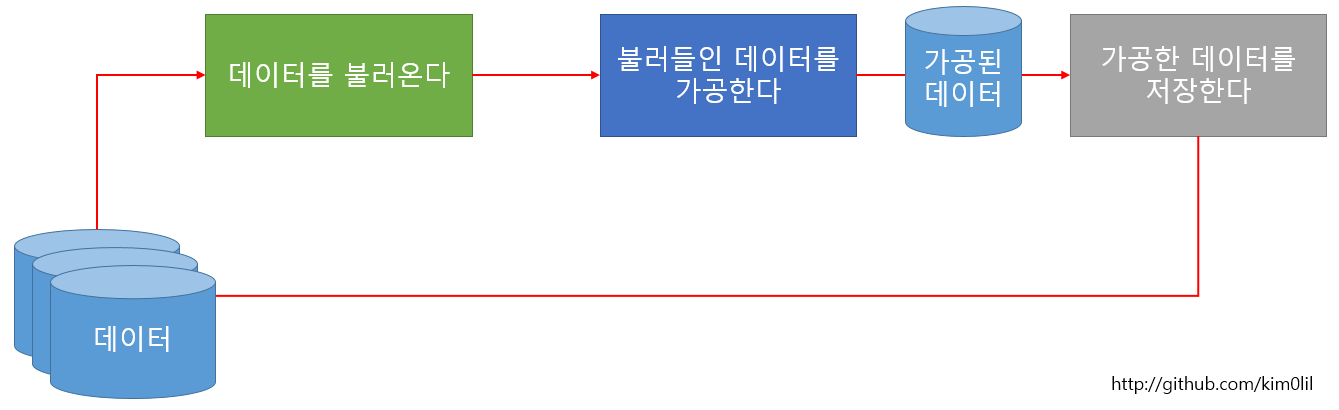 데이터를 불러온다
불러들인 데이터를
가공한다
가공된
데이터
가공한 데이터를
저장한다
데이터
http://github.com/kim0lil